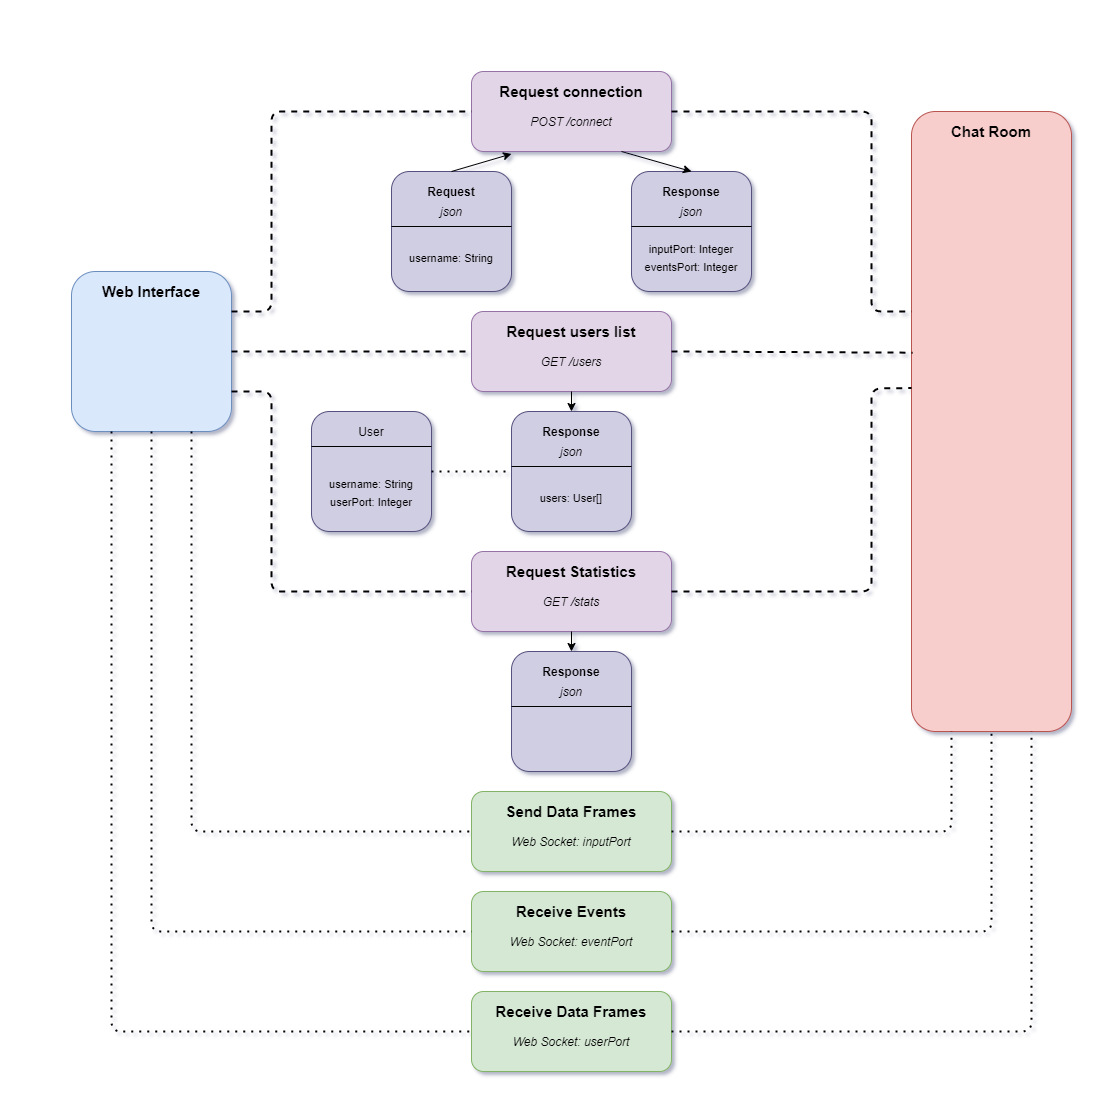 Request connection
POST /connect
Chat Room
Request
json
username: String
Response
json
inputPort: Integer
eventsPort: Integer
Web Interface
Request users list
GET /users
User
username: String
userPort: Integer
Response
json
users: User[]
Request Statistics
GET /stats
Response
json
Send Data Frames
Web Socket: inputPort
Receive Events
Web Socket: eventPort
Receive Data Frames
Web Socket: userPort